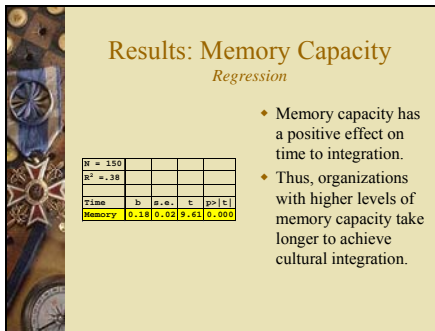 Results: Memory Capacity
Regression
N = 150
R² =.38
Time b s.e. t p>|t|
Memory 0.18 0.02 9.61 0.000
Memory capacity has
a positive effect on
time to integration.
Thus, organizations
with higher levels of
memory capacity take
longer to achieve
cultural integration.